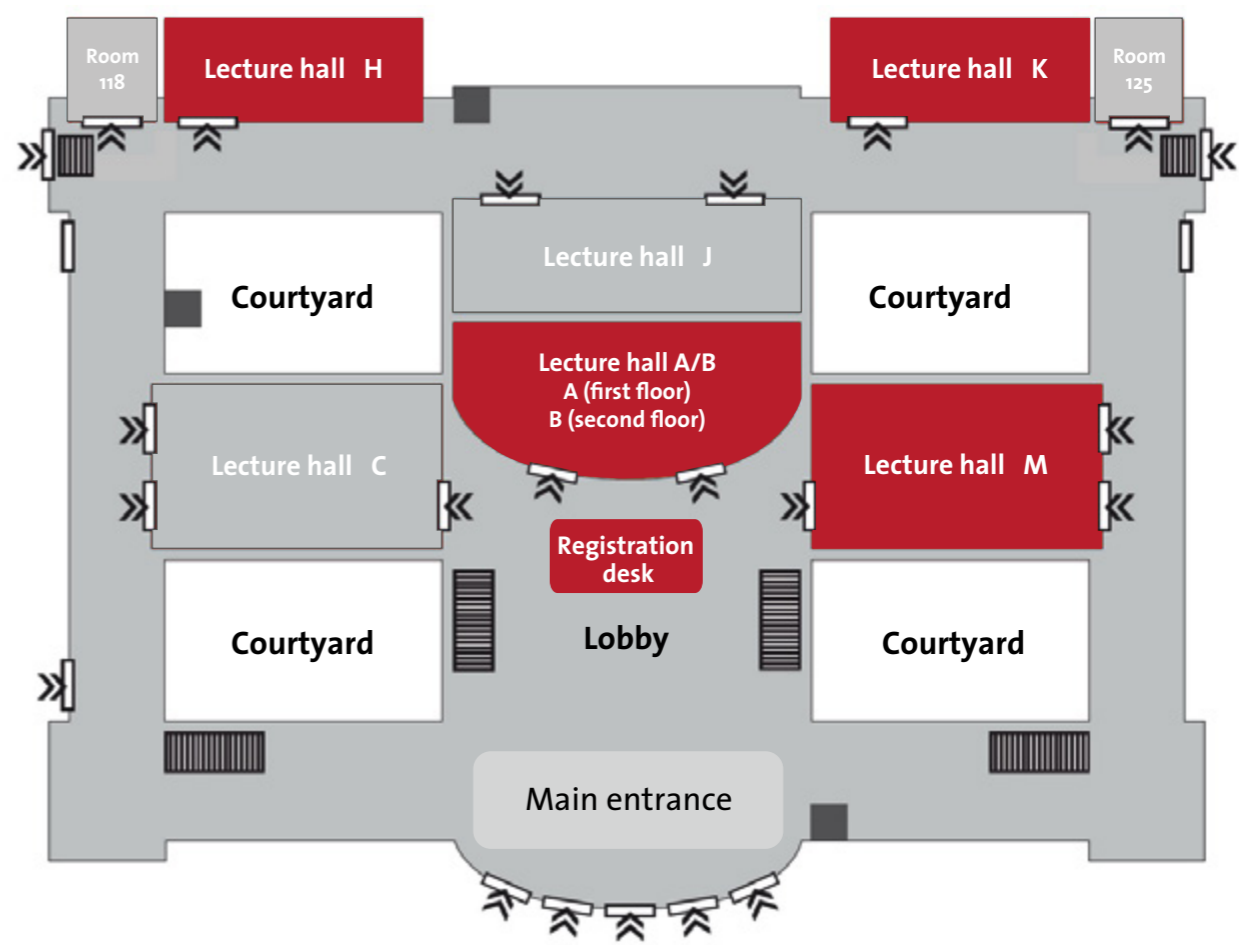 Room
118
Lecture hall H
Lecture hall K
Room
125
Lecture hall J
Courtyard
Courtyard
Lecture hall A/B
A (first floor)
B (second floor)
Lecture hall C
Lecture hall M
Registration
desk
Courtyard
Lobby
Courtyard
Main entrance